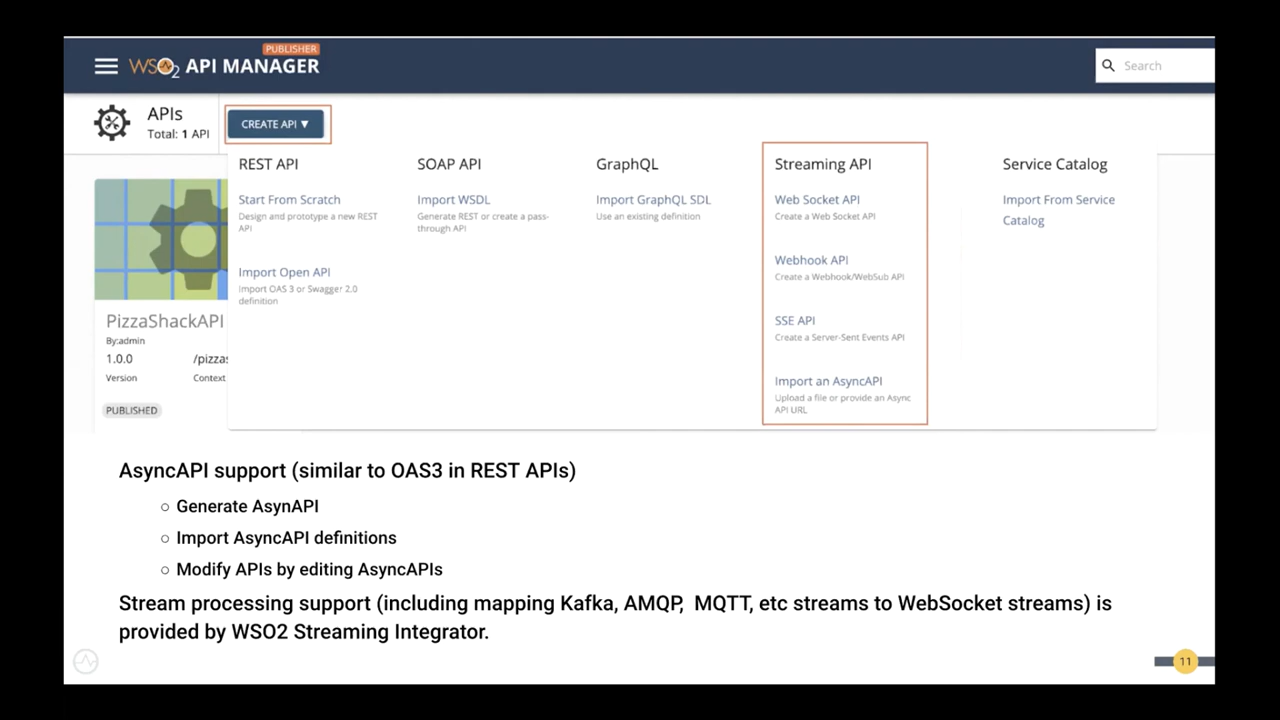 PUBLISHER
WSO2 API MANAGER
Search
APIs
Total: 1 API
CREATE API ▼
REST API
Start From Scratch
Design and prototype a new REST
API
Import Open API
Import OAS 3 or Swagger 2.0
definition
SOAP API
Import WSDL
Generate REST or create a pass-
through API
GraphQL
Import GraphQL SDL
Use an existing definition
Streaming API
Web Socket API
Create a Web Socket API
Webhook API
Create a Webhook/WebSub API
SSE API
Create a Server-Sent Events API
Import an AsyncAPI
Upload a file or provide an Async
API URL
Service Catalog
Import From Service
Catalog
PizzaShackAPI
By:admin
1.0.0 /pizzas
Version Context
PUBLISHED
AsyncAPI support (similar to OAS3 in REST APIs)
○ Generate AsynAPI
○ Import AsyncAPI definitions
○ Modify APIs by editing AsyncAPIs
Stream processing support (including mapping Kafka, AMQP, MQTT, etc streams to WebSocket streams) is
provided by WSO2 Streaming Integrator.
11